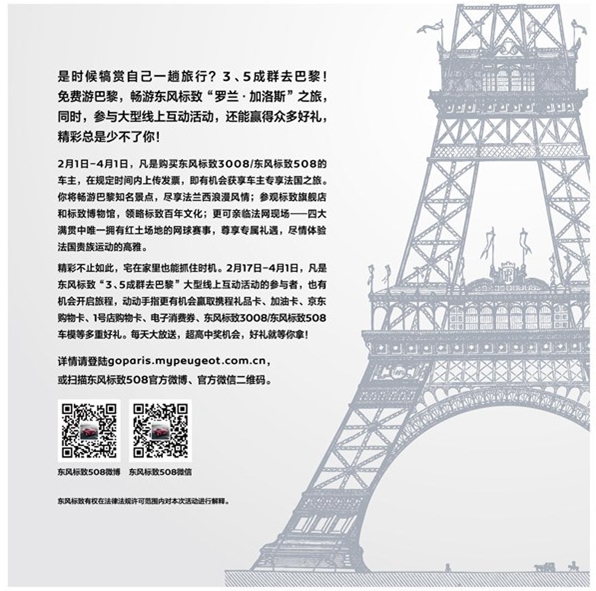 是时候犒赏自己一趟旅行？3、5成群去巴黎！
免费游巴黎，畅游东风标致“罗兰·加洛斯”之旅，
同时，参与大型线上互动活动，还能赢得众多好礼，
精彩总是少不了你！
2月1日-4月1日，凡是购买东风标致3008/东风标致508的
车主，在规定时间内上传发票，即有机会获享车主专享法国之旅。
你将畅游巴黎知名景点，尽享法兰西浪漫风情；参观标致旗舰店
和标致博物馆，领略标致百年文化；更可亲临法网现场——四大
满贯中唯一拥有红土场地的网球赛事，尊享专属礼遇，尽情体验
法国贵族运动的高雅。
精彩不止如此，宅在家里也能抓住时机。2月17日-4月1日，凡是
东风标致“3、5成群去巴黎”大型线上互动活动的参与者，也有
机会开启旅程，动动手指更有机会赢取携程礼品卡、加油卡、京东
购物卡、1号店购物卡、电子消费券、东风标致3008/东风标致508
车模等多重好礼。每天大放送，超高中奖机会，好礼就等你拿！
详情请登陆goparis.mypeugeot.com.cn，
或扫描东风标致508官方微博、官方微信二维码。
东风标致508微博 东风标致508微信
东风标致有权在法律法规许可范围内对本次活动进行解释。